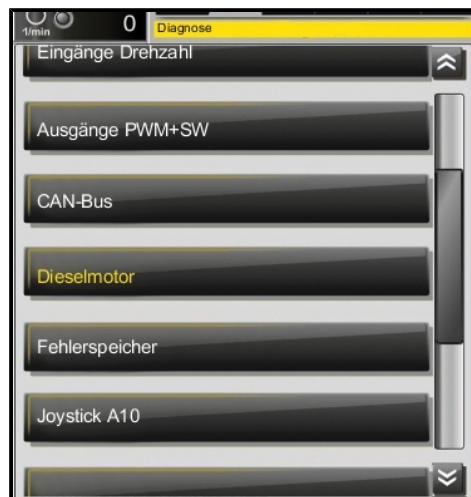 1/min
0
Diagnose
Eingänge Drehzahl
Ausgänge PWM+SW
CAN-Bus
Dieselmotor
Fehlerspeicher
Joystick A10